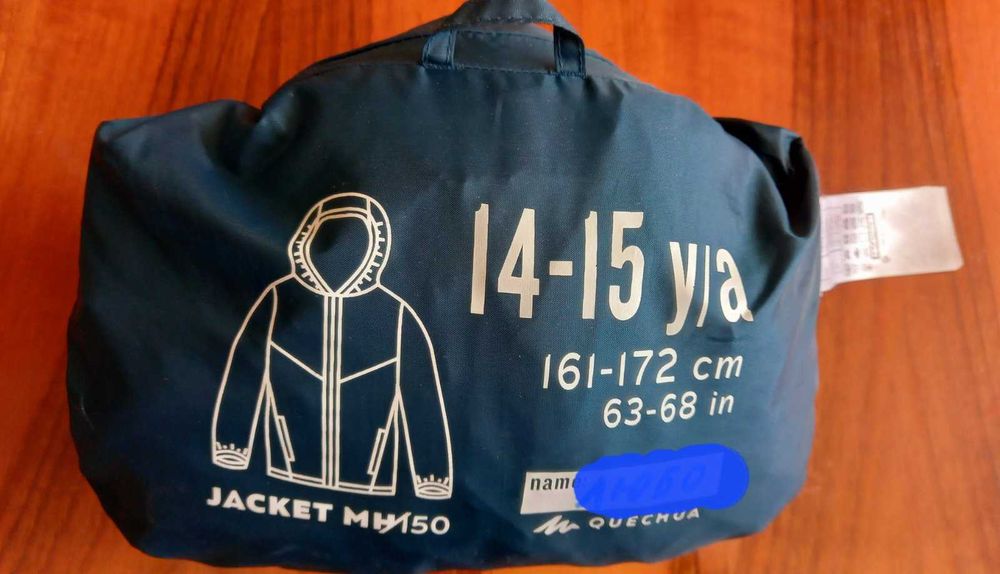 14-15 y/a
161-172 cm
63-68 in
name
JACKET MH150
QUECHUA